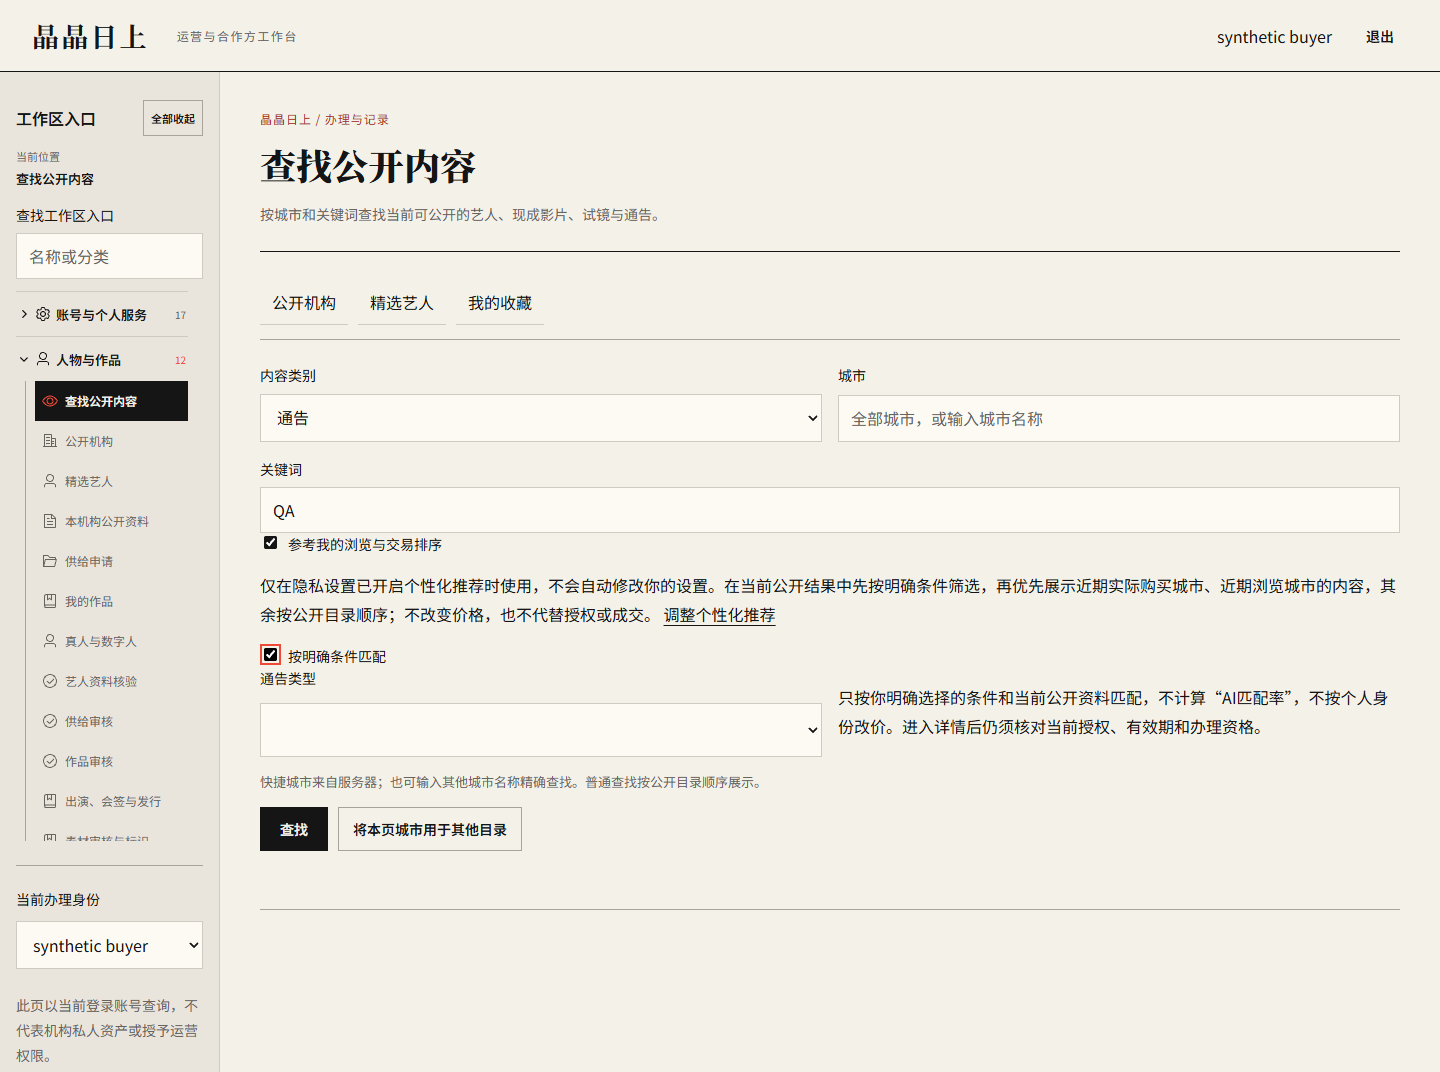 晶晶日上
运营与合作方工作台
synthetic buyer
退出
工作区入口
全部收起
当前位置
查找公开内容
查找工作区入口
名称或分类
账号与个人服务
17
人物与作品
12
查找公开内容
公开机构
精选艺人
本机构公开资料
供给申请
我的作品
真人与数字人
艺人资料核验
供给审核
作品审核
出演、会签与发行
当前办理身份
synthetic buyer
此页以当前登录账号查询，不
代表机构私人资产或授予运营
权限。
晶晶日上 / 办理与记录
查找公开内容
按城市和关键词查找当前可公开的艺人、现成影片、试镜与通告。
公开机构
精选艺人
我的收藏
内容类别
城市
通告
全部城市，或输入城市名称
关键词
QA
参考我的浏览与交易排序
仅在隐私设置已开启个性化推荐时使用，不会自动修改你的设置。在当前公开结果中先按明确条件筛选，再优先展示近期实际购买城市、近期浏览城市的内容，其
余按公开目录顺序；不改变价格，也不代替授权或成交。 调整个性化推荐
按明确条件匹配
通告类型
只按你明确选择的条件和当前公开资料匹配，不计算“AI匹配率”，不按个人身
份改价。进入详情后仍须核对当前授权、有效期和办理资格。
快捷城市来自服务器；也可输入其他城市名称精确查找。普通查找按公开目录顺序展示。
查找
将本页城市用于其他目录